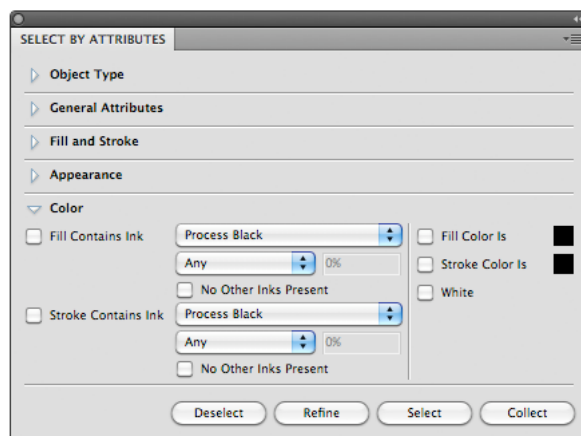 SELECT BY ATTRIBUTES
Object Type
General Attributes
Fill and Stroke
Appearance
Color
Fill Contains Ink
Process Black
Fill Color Is
Any
0%
Stroke Color Is
No Other Inks Present
White
Stroke Contains Ink
Process Black
Any
0%
No Other Inks Present
Deselect
Refine
Select
Collect